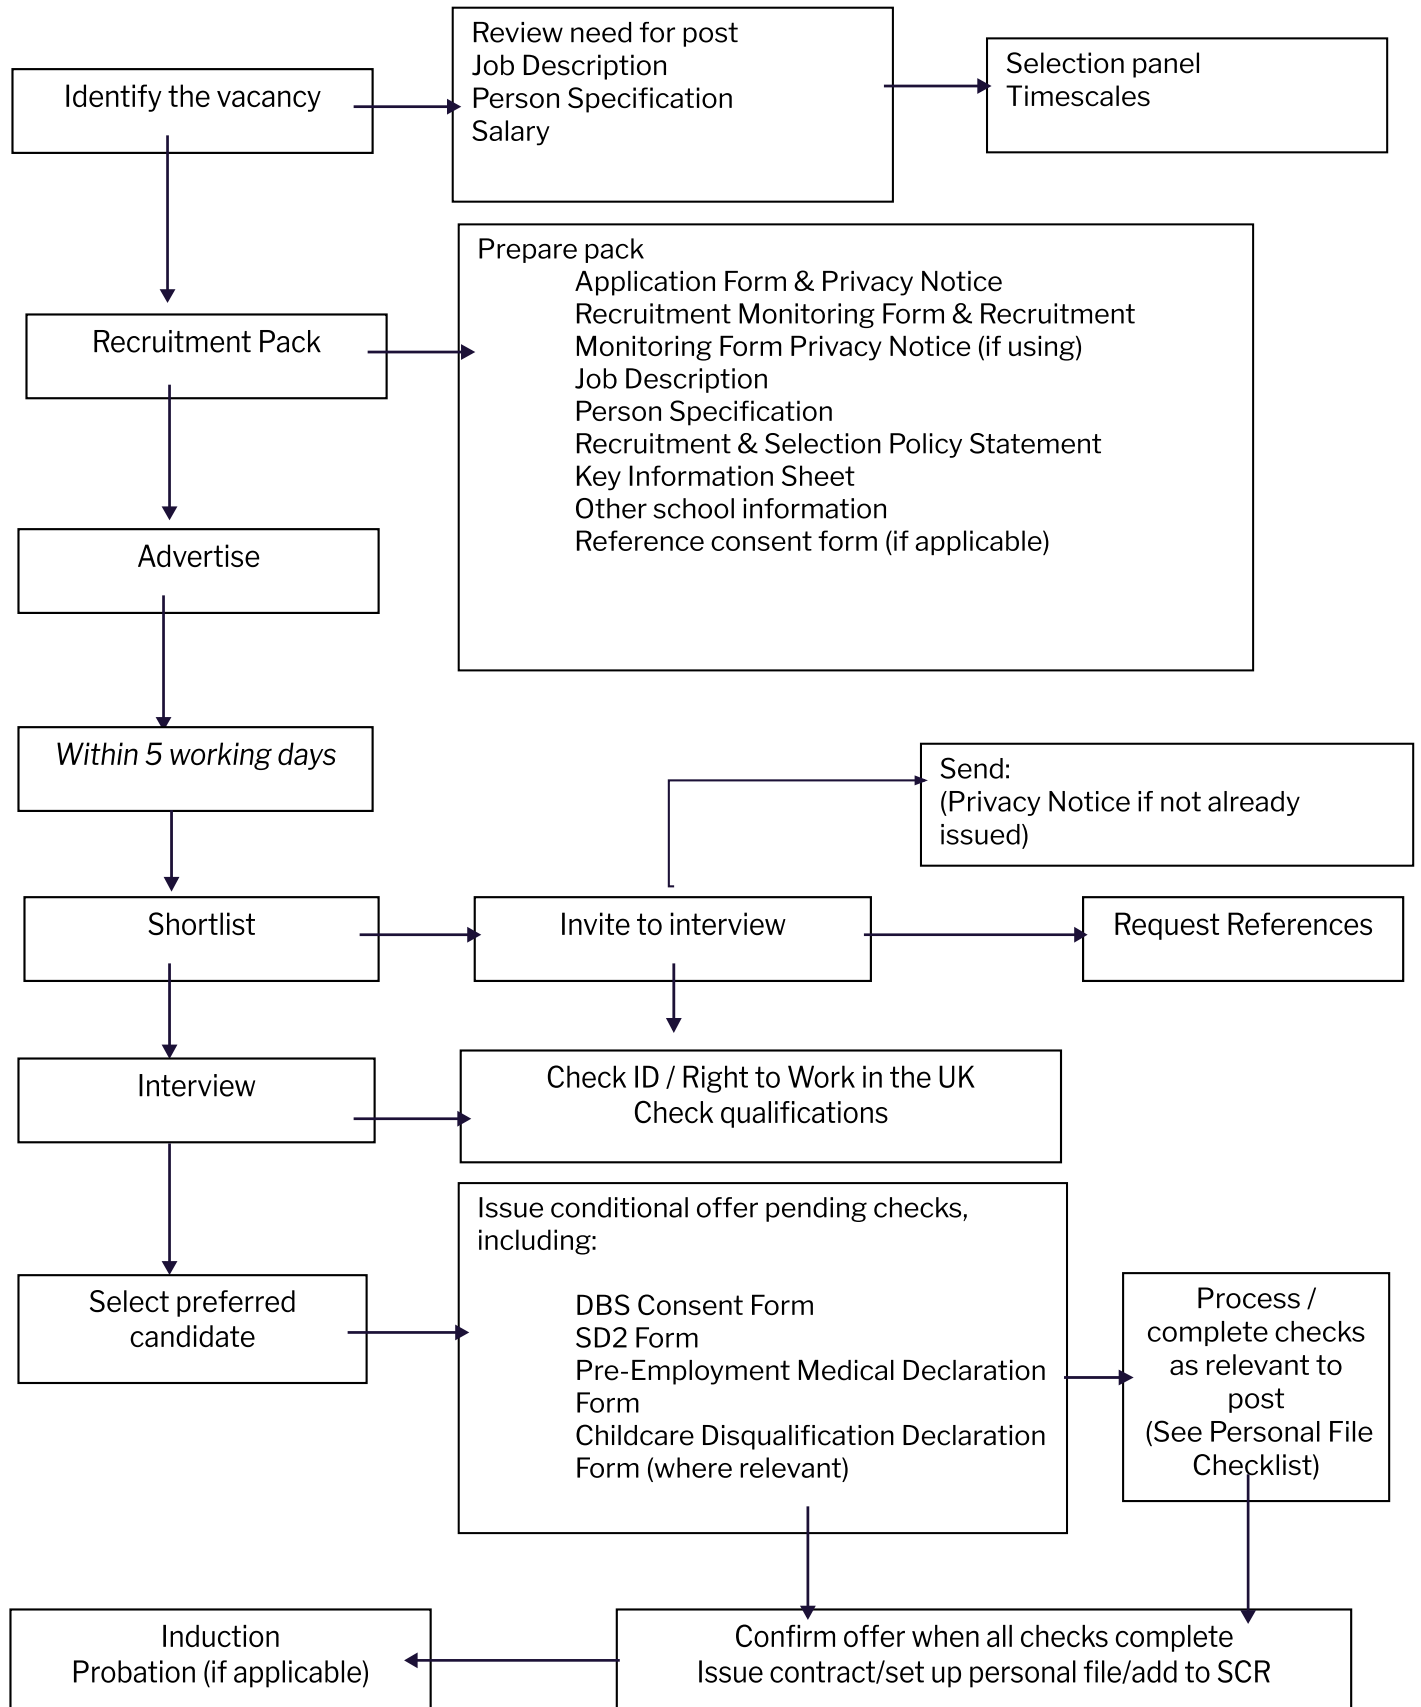 Identify the vacancy
Review need for post
Job Description
Person Specification
Salary
Selection panel
Timescales
Recruitment Pack
Prepare pack
Application Form & Privacy Notice
Recruitment Monitoring Form & Recruitment
Monitoring Form Privacy Notice (if using)
Job Description
Person Specification
Recruitment & Selection Policy Statement
Key Information Sheet
Other school information
Reference consent form (if applicable)
Advertise
Within 5 working days
Send:
(Privacy Notice if not already
issued)
Shortlist
Invite to interview
Request References
Interview
Check ID / Right to Work in the UK
Check qualifications
Select preferred
candidate
Issue conditional offer pending checks,
including:
DBS Consent Form
SD2 Form
Pre-Employment Medical Declaration
Form
Childcare Disqualification Declaration
Form (where relevant)
Process /
complete checks
as relevant to
post
(See Personal File
Checklist)
Confirm offer when all checks complete
Issue contract/set up personal file/add to SCR
Induction
Probation (if applicable)